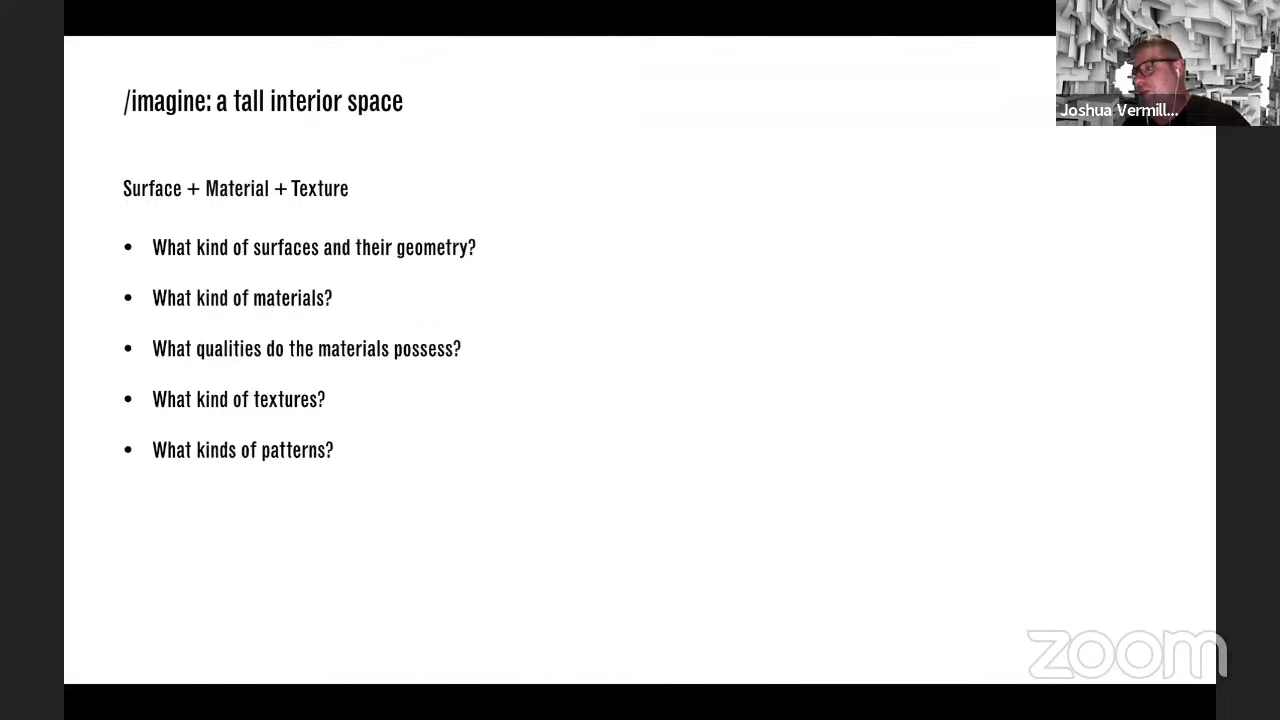 /imagine: a tall interior space
Joshua Vermill...
Surface + Material + Texture
• What kind of surfaces and their geometry?
• What kind of materials?
• What qualities do the materials possess?
• What kind of textures?
• What kinds of patterns?
zoom